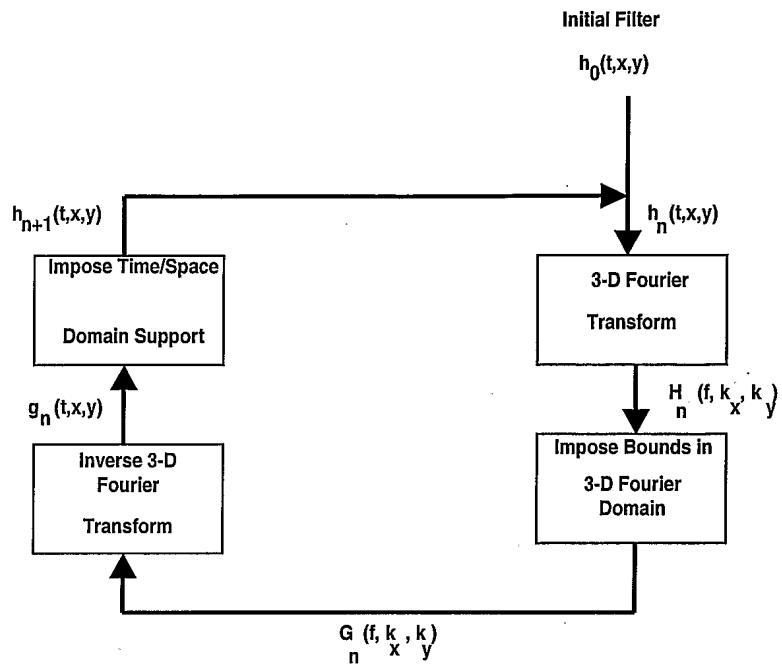 Initial Filter
h0(t,x,y)
hn+1(t,x,y)
hn(t,x,y)
Impose Time/Space
Domain Support
3-D Fourier
Transform
gn(t,x,y)
Hn (f, kx, ky)
Inverse 3-D
Fourier
Transform
Impose Bounds in
3-D Fourier
Domain
Gn (f, kx, ky)